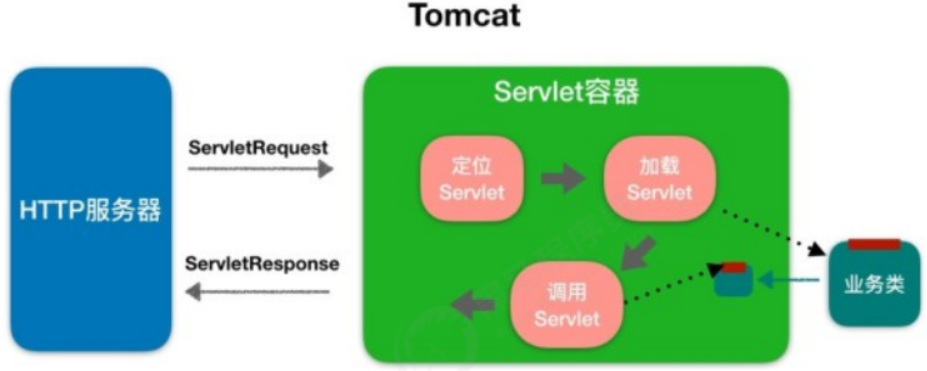 Tomcat
Servlet容器
ServletRequest
定位
Servlet
加载
Servlet
HTTP服务器
ServletResponse
调用
Servlet
业务类